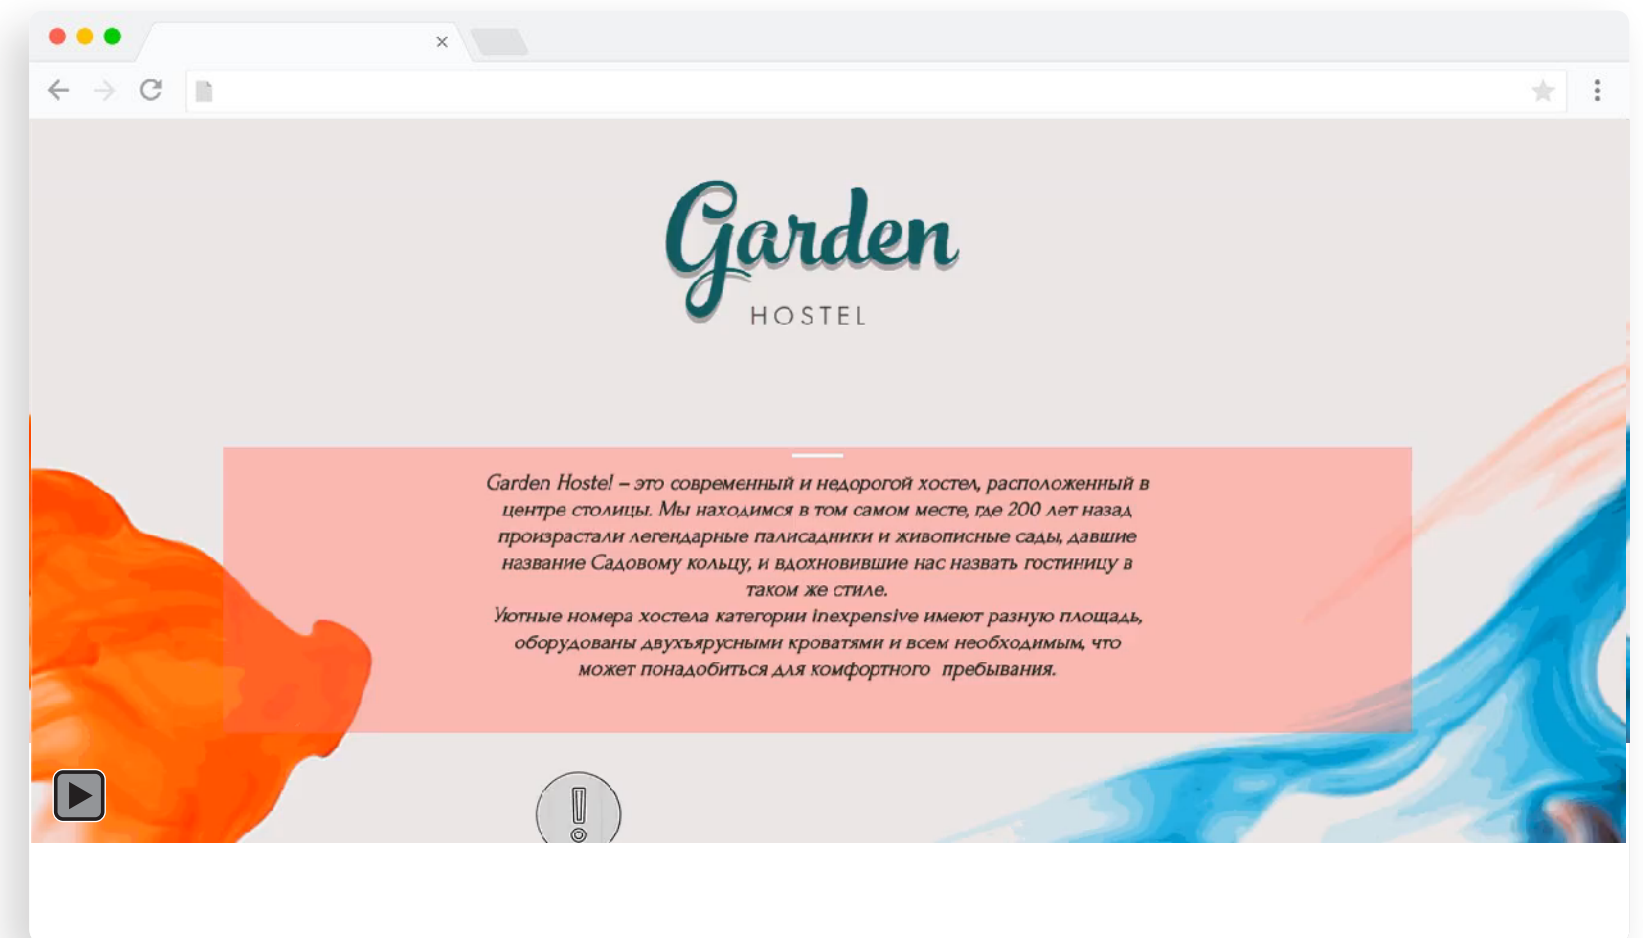 Garden
HOSTEL
Garden Hostel – это современный и недорогой хостел, расположенный в
центре столицы. Мы находимся в том самом месте, где 200 лет назад
произрастали легендарные палисадники и живописные сады, давшие
название Садовому кольцу, и вдохновившие нас назвать гостиницу в
таком же стиле.
Уютные номера хостела категории inexpensive имеют разную площадь,
оборудованы двухъярусными кроватями и всем необходимым, что
может понадобиться для комфортного пребывания.